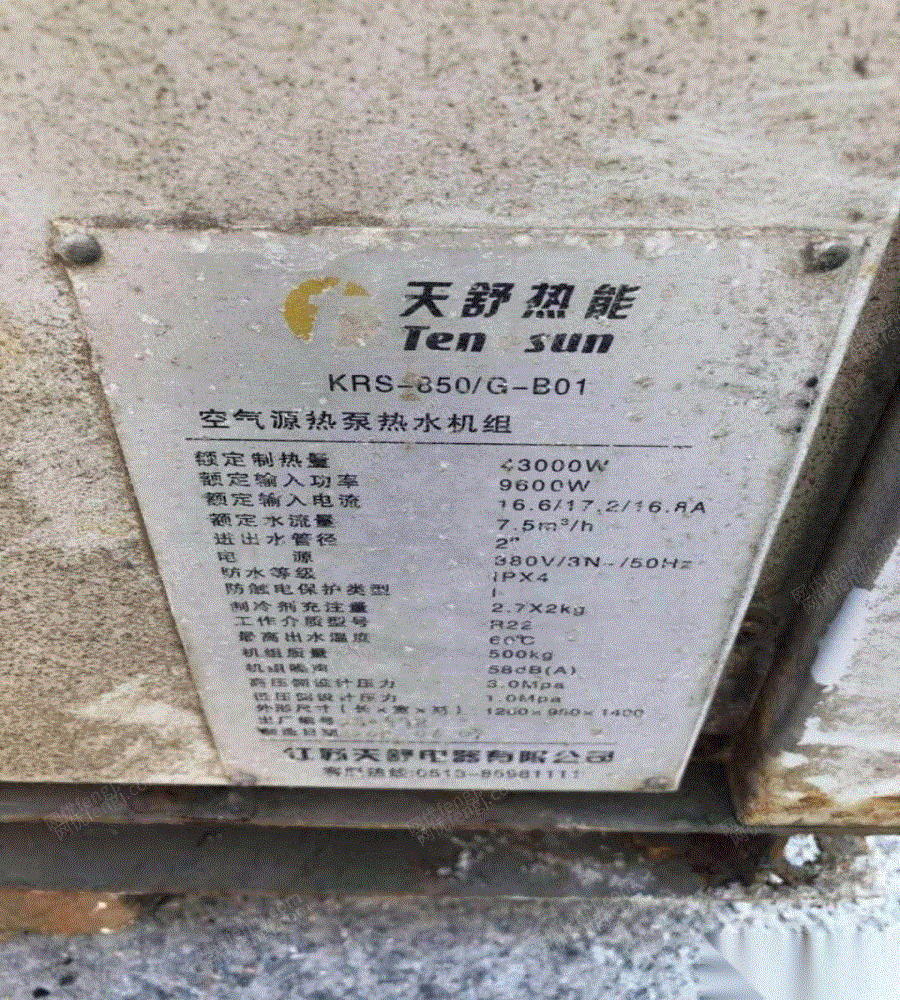 天舒热能
Ten sun
KRS-850/G-B01
空气源热泵热水机组
额定制热量 43000W
额定输入功率 9600W
额定输入电流 16.6/17.2/16.8A
额定水流量 7.5m³/h
进出水管径 2"
电 源 380V/3N~/50Hz
防水等级 IPX4
防触电保护类型 I
制冷剂充注量 2.7X2kg
工作介质型号 R22
最高出水温度 60℃
机组质量 500kg
机组噪声 58dB(A)
高压侧设计压力 3.0Mpa
低压侧设计压力 1.0Mpa
外形尺寸(长×宽×高) 1200×950×1400
出厂编号
制造日期
江苏天舒电器有限公司
客户热线:0513-85981111